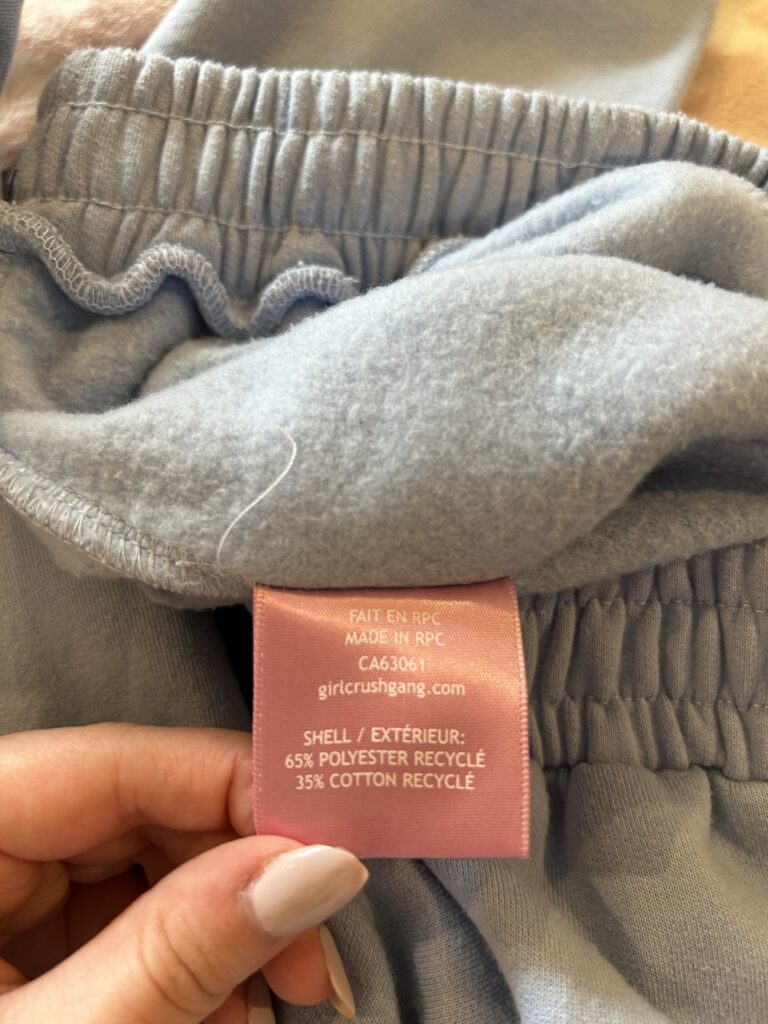 FAIT EN RPC
MADE IN RPC
CA63061
girlcrushgang.com
SHELL / EXTÉRIEUR:
65% POLYESTER RECYCLÉ
35% COTTON RECYCLÉ